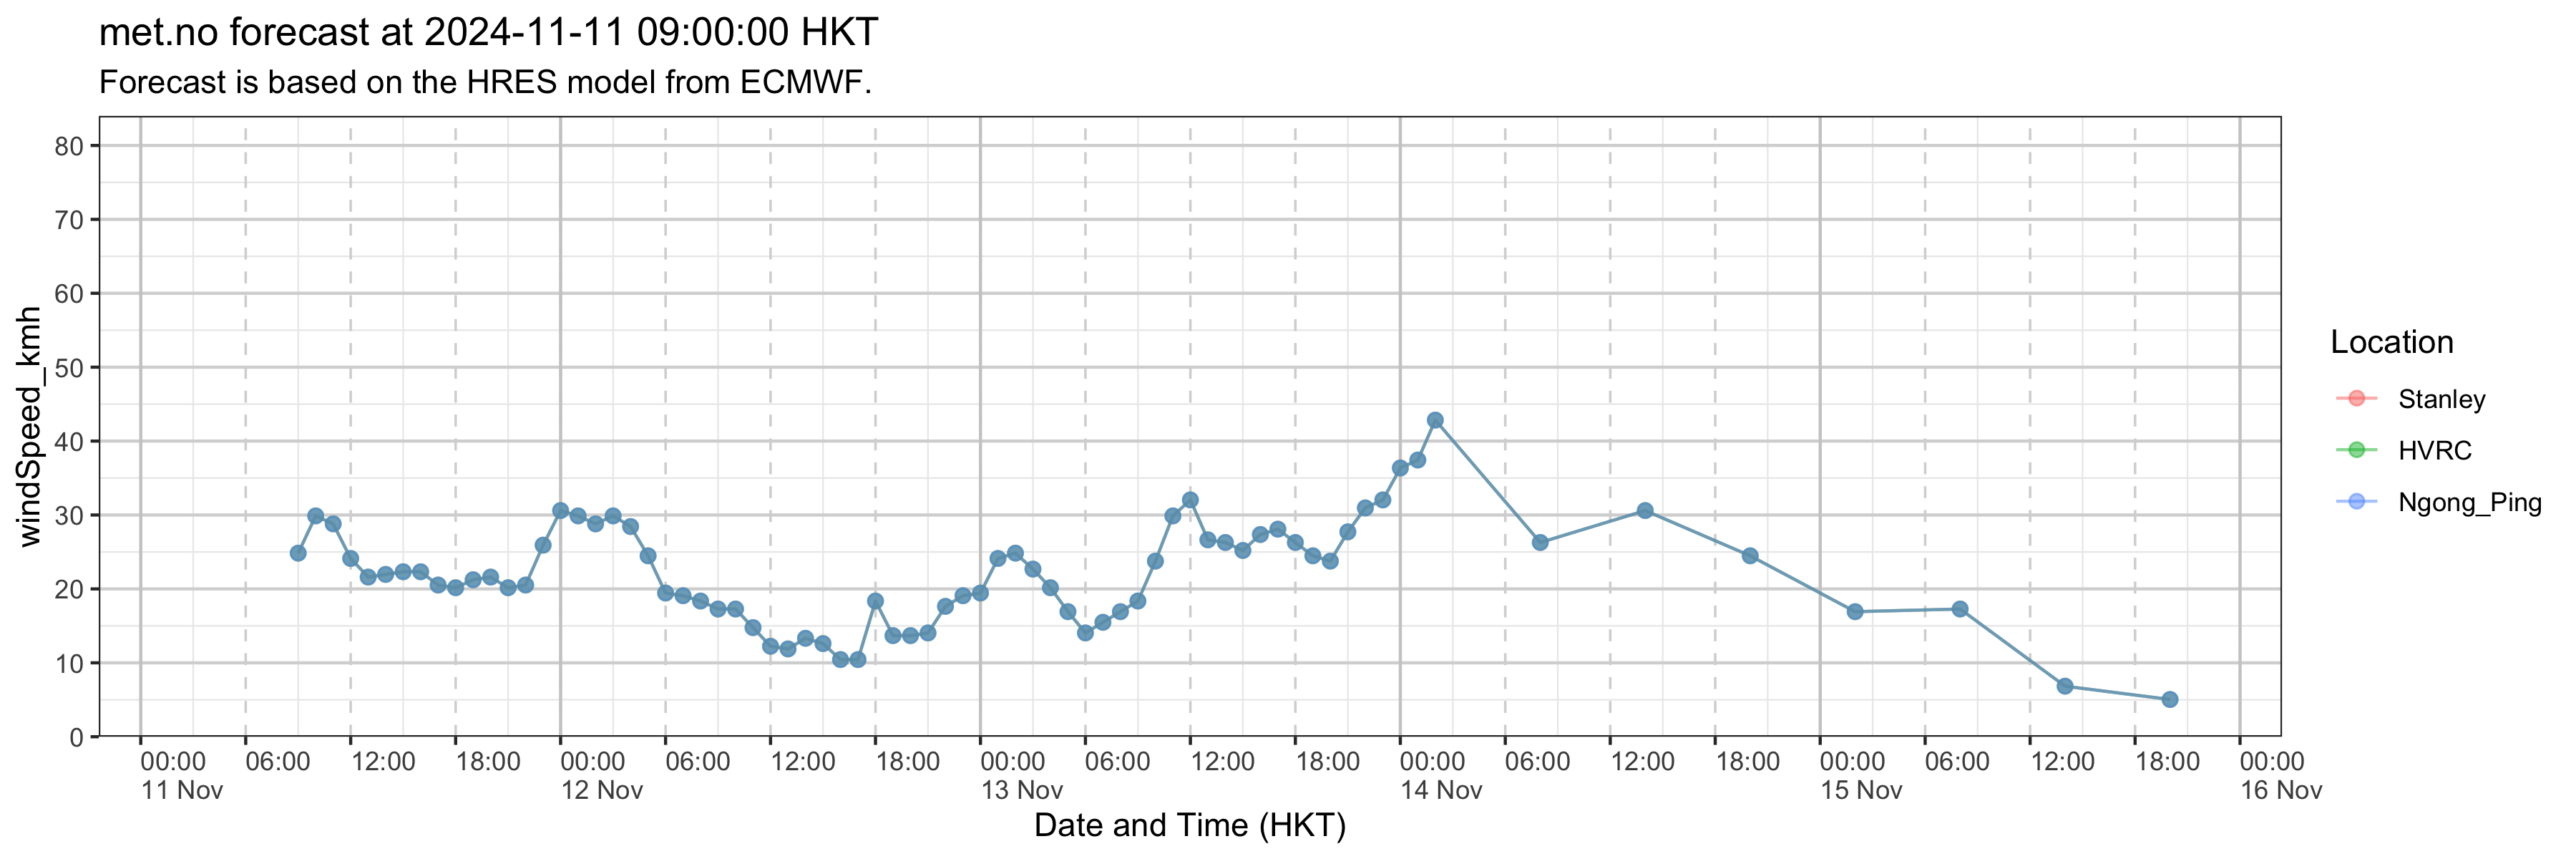 met.no forecast at 2024-11-11 09:00:00 HKT
Forecast is based on the HRES model from ECMWF.
windSpeed_kmh
80
70
60
50
40
30
20
10
0
00:00 06:00 12:00 18:00 00:00 06:00 12:00 18:00 00:00 06:00 12:00 18:00 00:00 06:00 12:00 18:00 00:00 06:00 12:00 18:00 00:00
11 Nov 12 Nov 13 Nov 14 Nov 15 Nov 16 Nov
Date and Time (HKT)
Location
Stanley
HVRC
Ngong_Ping